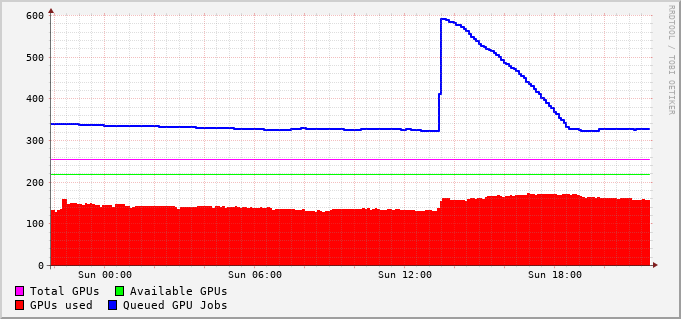 600
500
400
300
200
100
0
Sun 00:00 Sun 06:00 Sun 12:00 Sun 18:00
Total GPUs Available GPUs
GPUs used Queued GPU Jobs
RRDTOOL / TOBI OETIKER